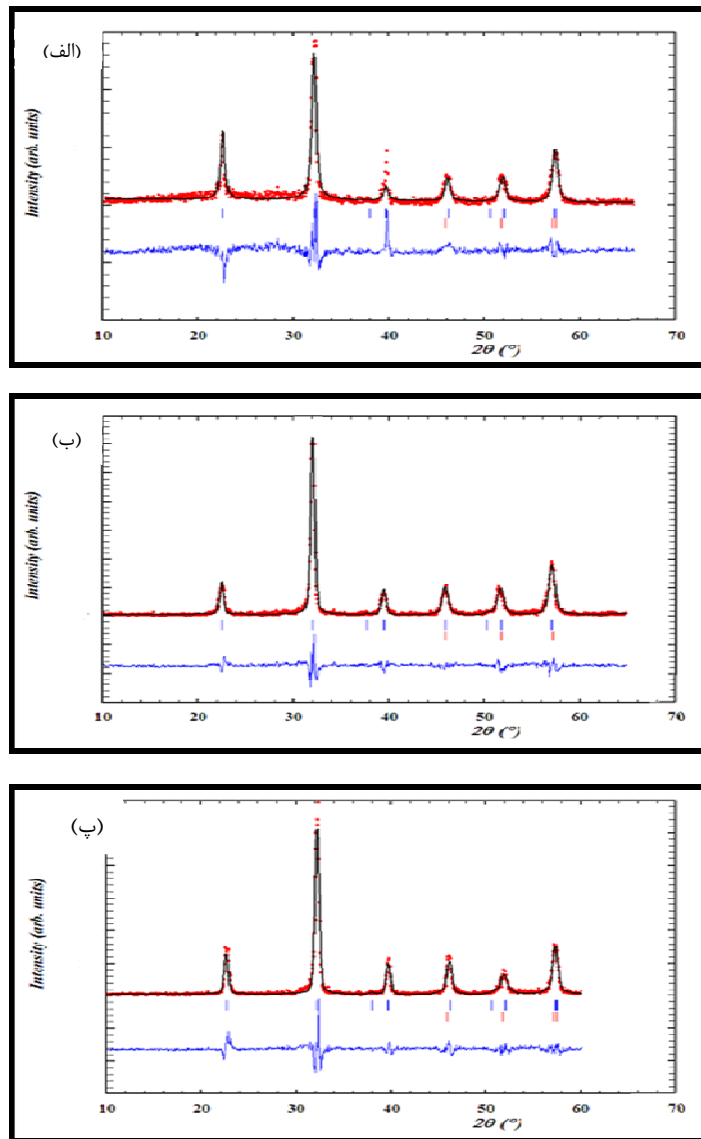 (الف)
Intensity (arb. units)
10 20 30 40 50 60 70
2θ (°)
(ب)
Intensity (arb. units)
10 20 30 40 50 60 70
2θ (°)
(پ)
Intensity (arb. units)
10 20 30 40 50 60 70
2θ (°)